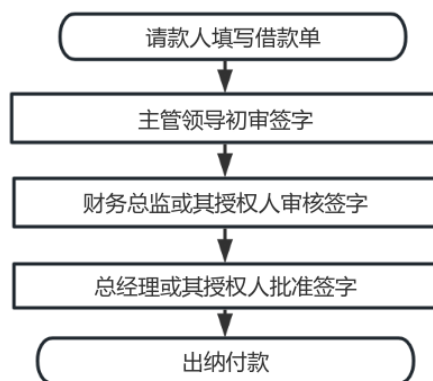 请款人填写借款单
主管领导初审签字
财务总监或其授权人审核签字
总经理或其授权人批准签字
出纳付款